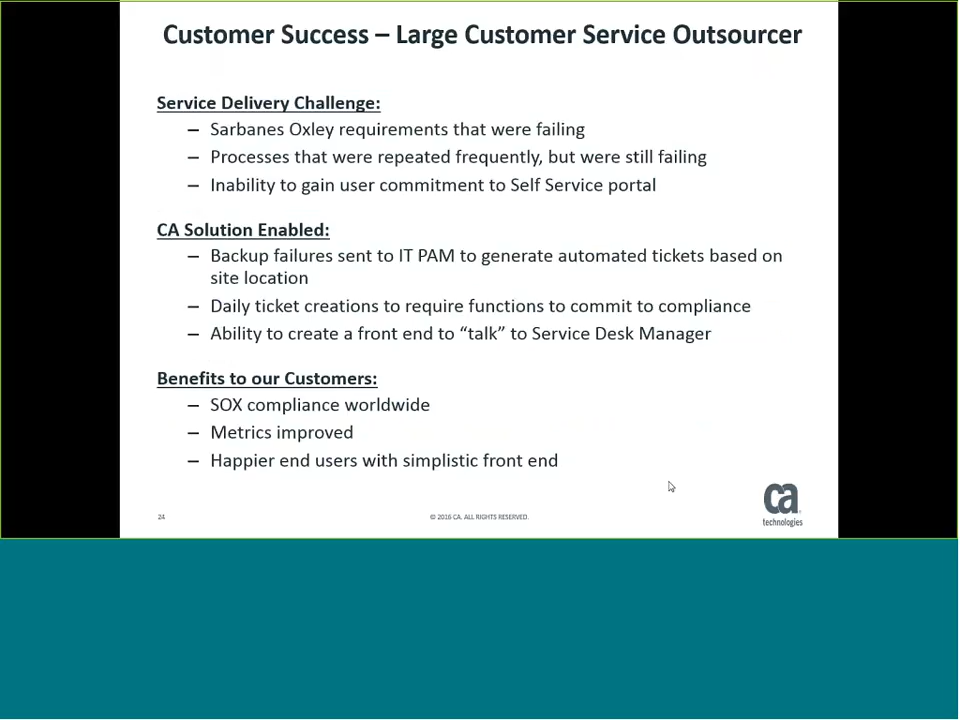 Customer Success – Large Customer Service Outsourcer
Service Delivery Challenge:
– Sarbanes Oxley requirements that were failing
– Processes that were repeated frequently, but were still failing
– Inability to gain user commitment to Self Service portal
CA Solution Enabled:
– Backup failures sent to IT PAM to generate automated tickets based on
site location
– Daily ticket creations to require functions to commit to compliance
– Ability to create a front end to “talk” to Service Desk Manager
Benefits to our Customers:
– SOX compliance worldwide
– Metrics improved
– Happier end users with simplistic front end
24
© 2016 CA. ALL RIGHTS RESERVED.
ca
technologies